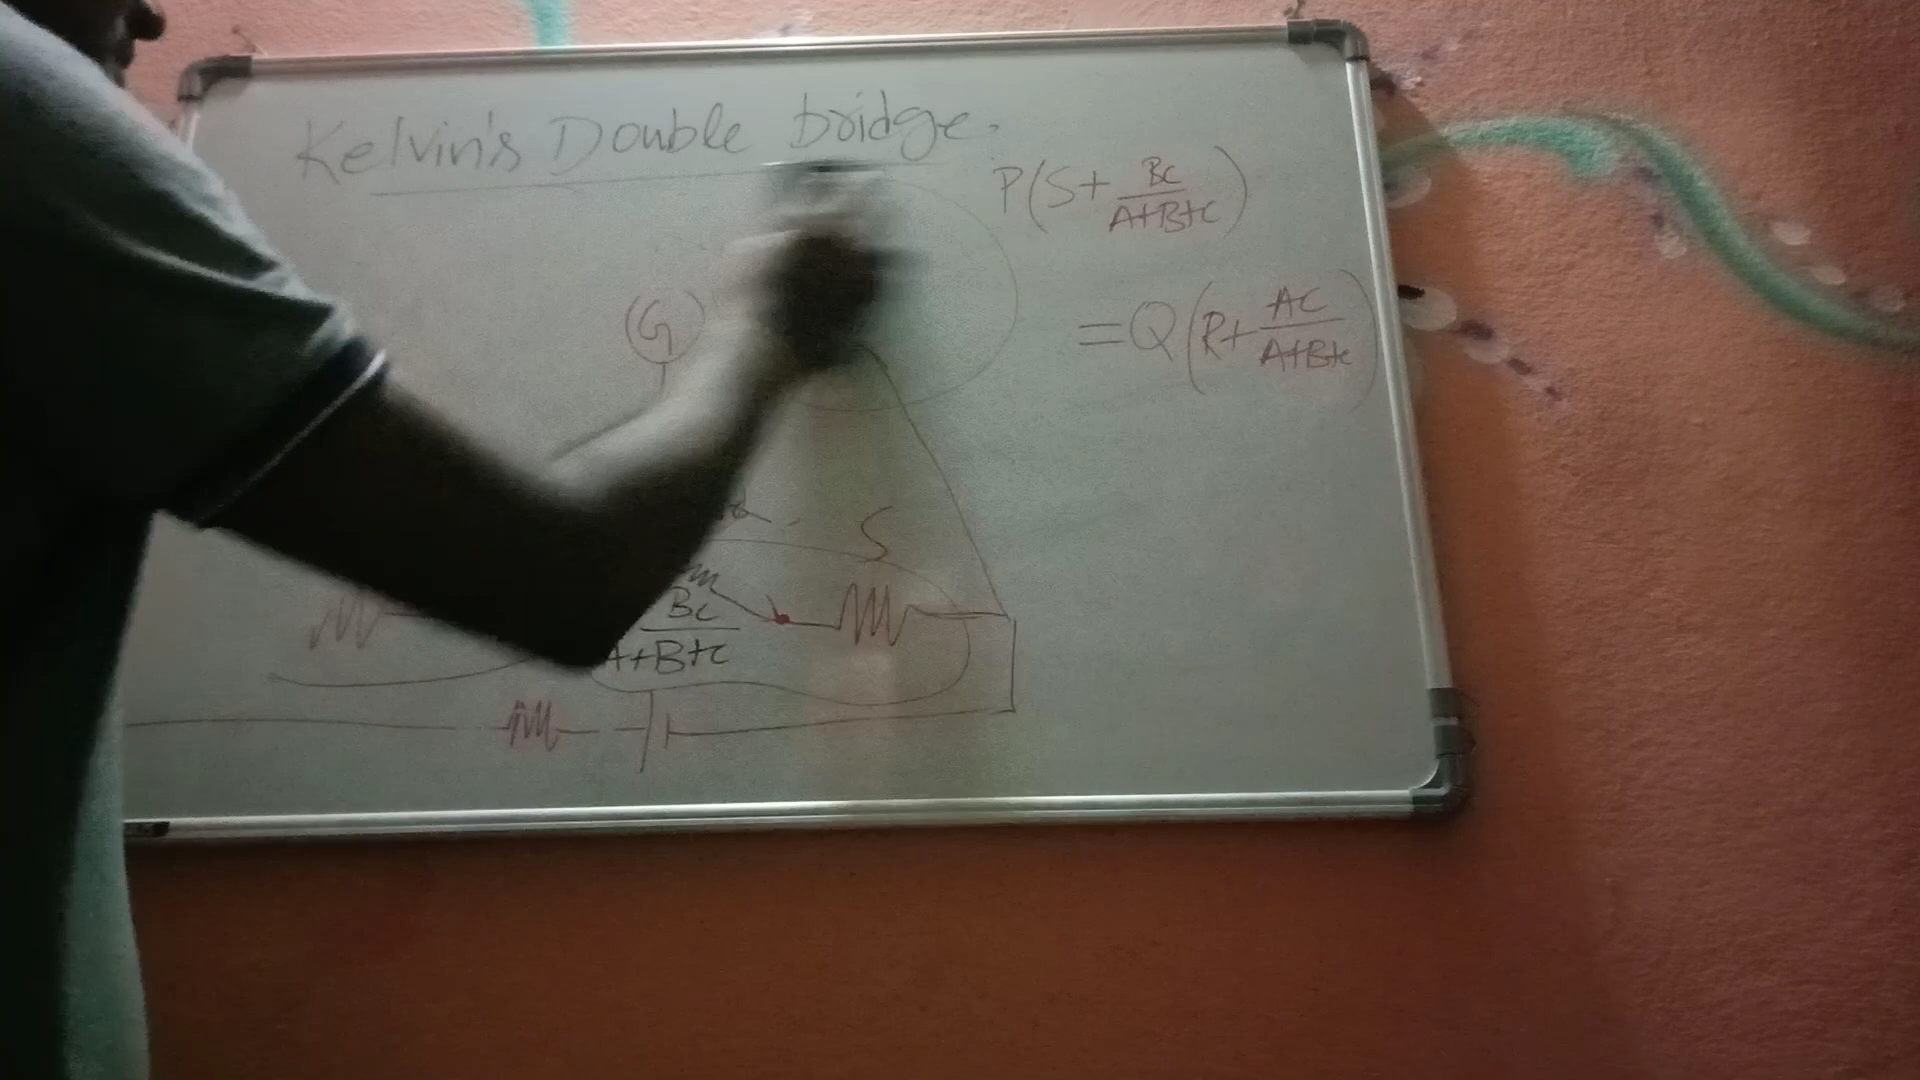 Kelvin's Double bridge.
P(S+ BC/A+B+C)
=Q(R+ AC/A+B+C)
G
S
BC/A+B+C